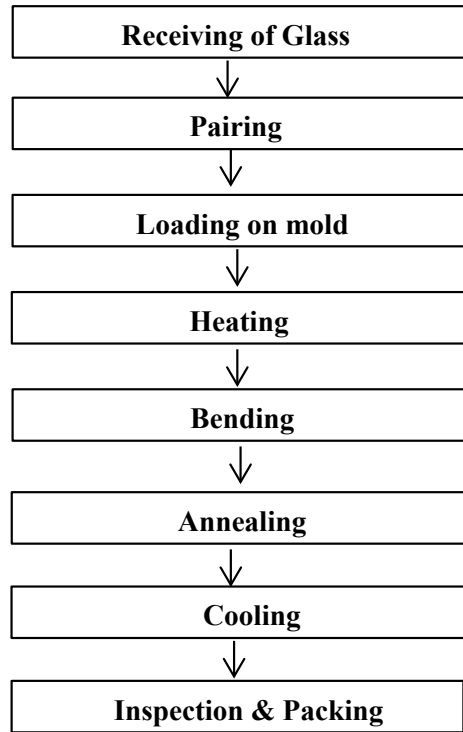 Receiving of Glass
Pairing
Loading on mold
Heating
Bending
Annealing
Cooling
Inspection & Packing